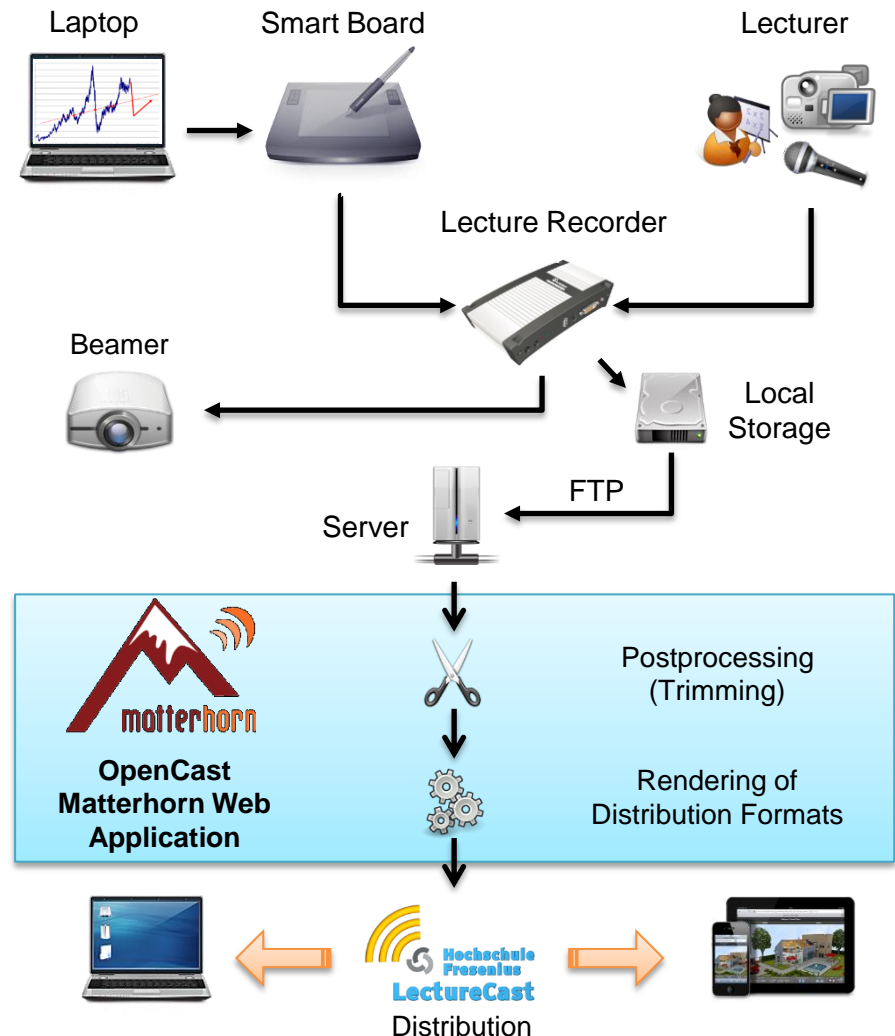 Laptop
Smart Board
Lecturer
Lecture Recorder
Beamer
Local
Storage
FTP
Server
matterhorn
Postprocessing
(Trimming)
OpenCast
Matterhorn Web
Application
Rendering of
Distribution Formats
Hochschule
Fresenius
LectureCast
Distribution